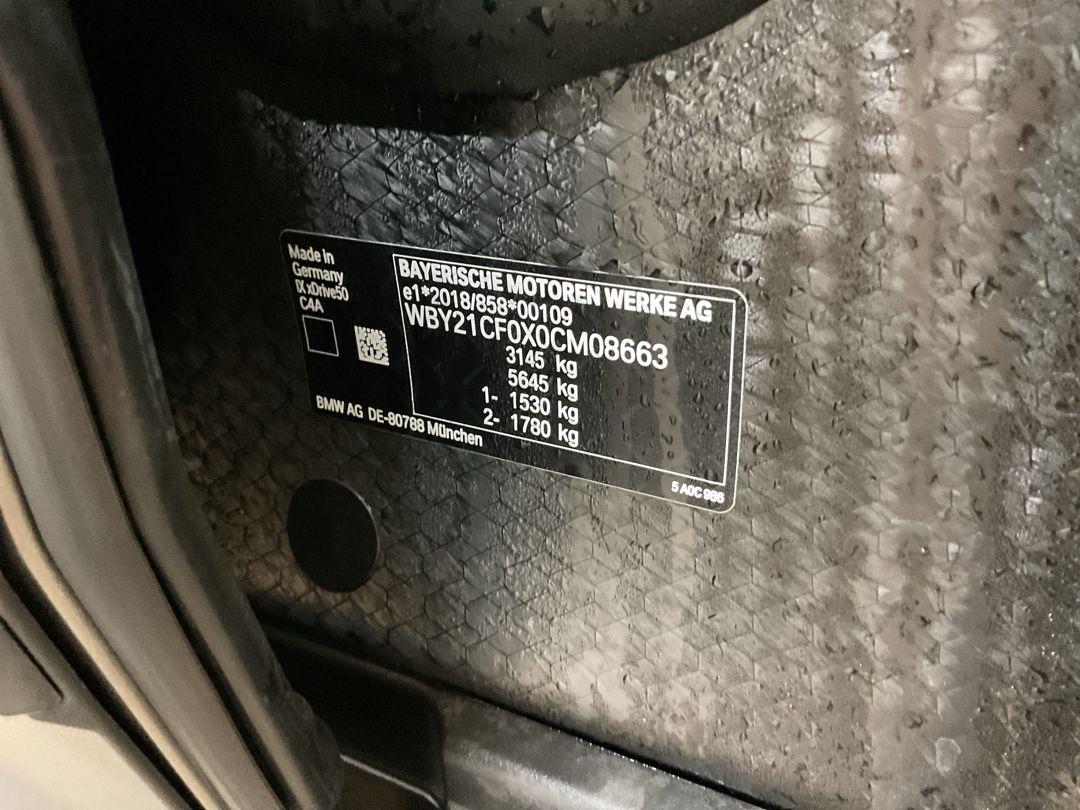 Made in
Germany
IX xDrive50
C4A
BAYERISCHE MOTOREN WERKE AG
e1*2018/858*00109
WBY21CF0X0CM08663
3145 kg
5645 kg
1- 1530 kg
2- 1780 kg
BMW AG DE-80788 München
5 A0C 986